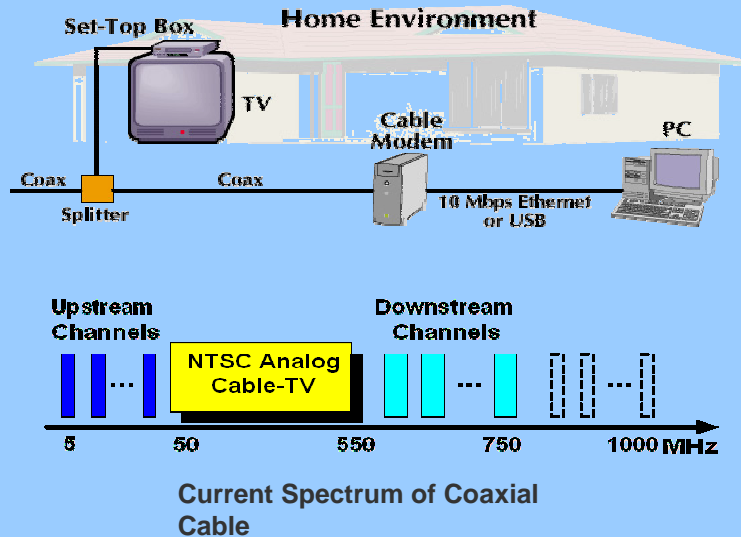 Home Environment
Set-Top Box
TV
Cable
Modem
PC
Coax
Coax
Splitter
10 Mbps Ethernet
or USB
Upstream
Channels
Downstream
Channels
NTSC Analog
Cable-TV
...
...
...
5
50
550
750
1000 MHz
Current Spectrum of Coaxial
Cable